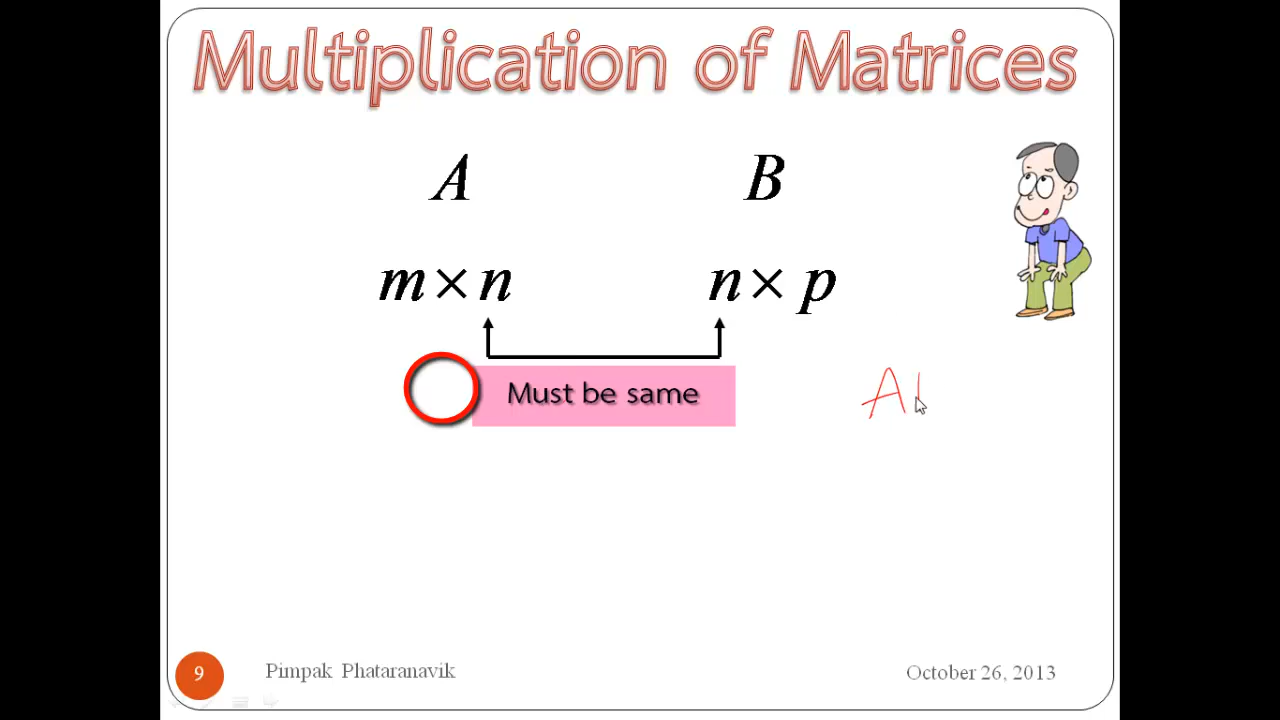 Multiplication of Matrices
A B
m × n n × p
Must be same
A
9 Pimpak Phataranavik October 26, 2013